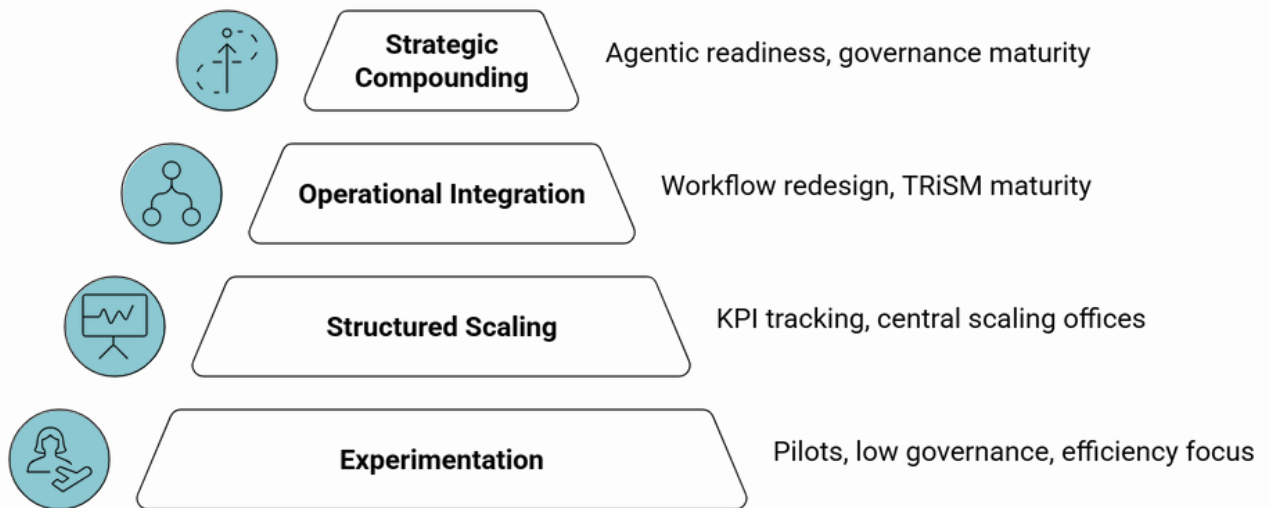 Strategic
Compounding
Agentic readiness, governance maturity
Operational Integration
Workflow redesign, TRiSM maturity
Structured Scaling
KPI tracking, central scaling offices
Experimentation
Pilots, low governance, efficiency focus